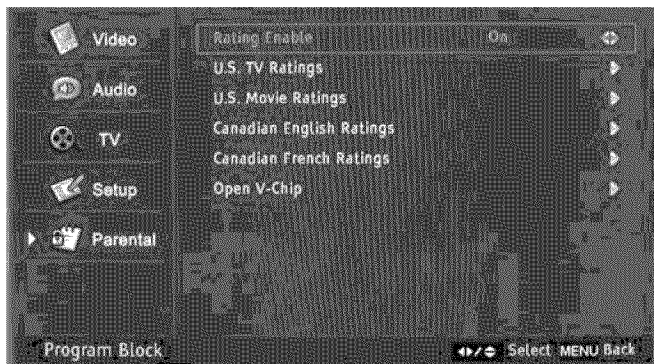 Video
Audio
TV
Setup
Parental
Rating Enable On
U.S. TV Ratings
U.S. Movie Ratings
Canadian English Ratings
Canadian French Ratings
Open V-Chip
Program Block
Select MENU Back